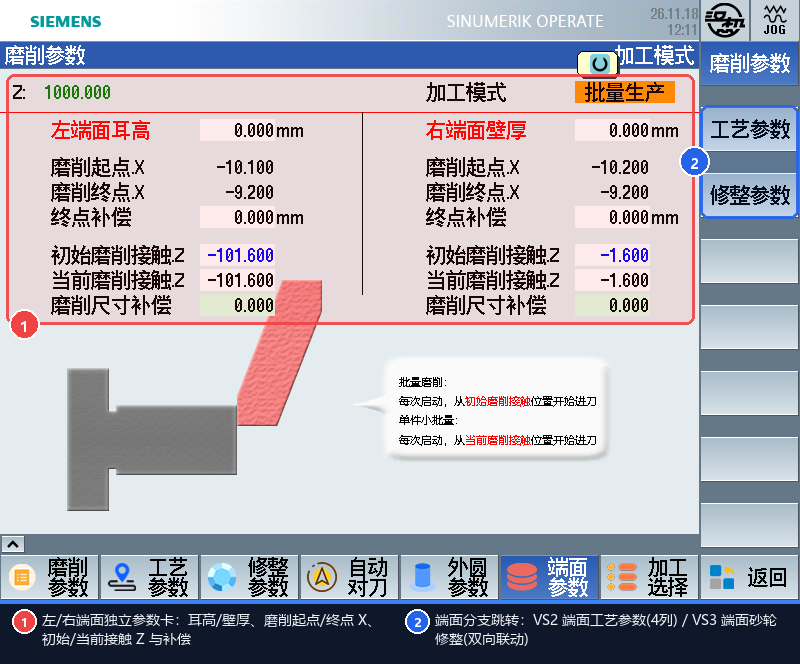 SIEMENS
SINUMERIK OPERATE
26.11.18
12:11
JOG
磨削参数
加工模式
磨削参数
Z: 1000.000
加工模式
批量生产
左端面耳高 0.000mm
右端面壁厚 0.000mm
工艺参数
磨削起点.X -10.100
磨削起点.X -10.200
2
磨削终点.X -9.200
磨削终点.X -9.200
修整参数
终点补偿 0.000mm
终点补偿 0.000mm
初始磨削接触.Z -101.600
初始磨削接触.Z -1.600
当前磨削接触.Z -101.600
当前磨削接触.Z -1.600
磨削尺寸补偿 0.000
磨削尺寸补偿 0.000
1
批量磨削:
每次启动，从初始磨削接触位置开始进刀
单件小批量:
每次启动，从当前磨削接触位置开始进刀
磨削
参数
工艺
参数
修整
参数
自动
对刀
外圆
参数
端面
参数
加工
选择
返回
1 左/右端面独立参数卡：耳高/壁厚、磨削起点/终点 X、
初始/当前接触 Z 与补偿
2 端面分支跳转：VS2 端面工艺参数(4列) / VS3 端面砂轮
修整(双向联动)